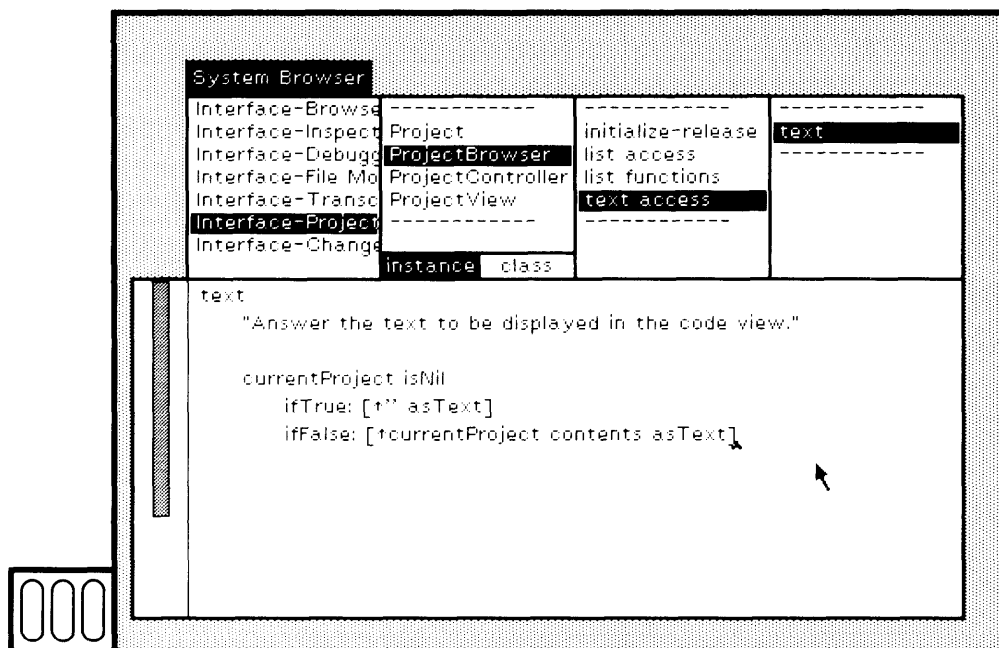 System Browser
Interface-Browse
Interface-Inspect
Interface-Debugg
Interface-File Mo
Interface-Transc
Interface-Project
Interface-Change
------------
Project
ProjectBrowser
ProjectController
ProjectView
------------
instance
class
------------
initialize-release
list access
list functions
text access
------------
------------
text
------------
text
"Answer the text to be displayed in the code view."
currentProject isNil
ifTrue: [↑'' asText]
ifFalse: [↑currentProject contents asText]